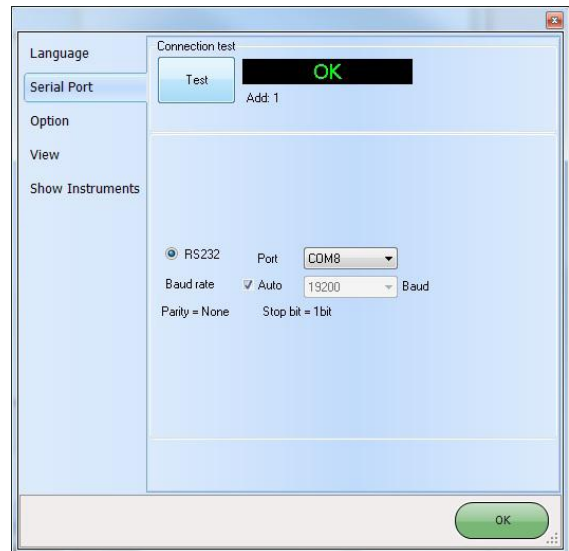 Language
Serial Port
Option
View
Show Instruments
Connection test
Test
OK
Add: 1
RS232 Port COM8
Baud rate Auto 19200 Baud
Parity = None Stop bit = 1bit
OK